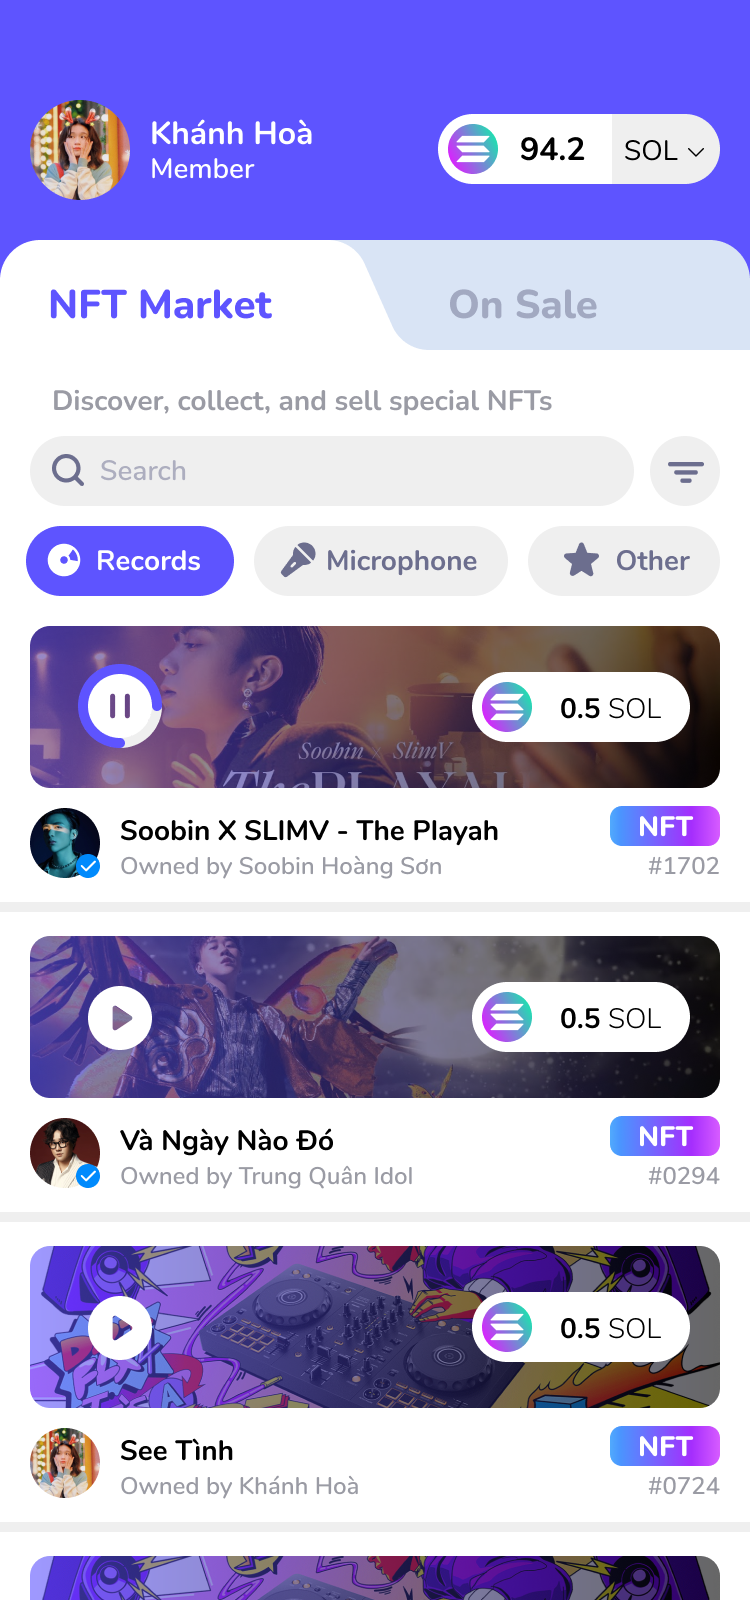 Khánh Hoà
Member
94.2
SOL
NFT Market
On Sale
Discover, collect, and sell special NFTs
Search
Records
Microphone
Other
Soobin x SlimV
0.5 SOL
Soobin X SLIMV - The Playah
NFT
Owned by Soobin Hoàng Sơn
#1702
0.5 SOL
Và Ngày Nào Đó
NFT
Owned by Trung Quân Idol
#0294
0.5 SOL
See Tình
NFT
Owned by Khánh Hoà
#0724